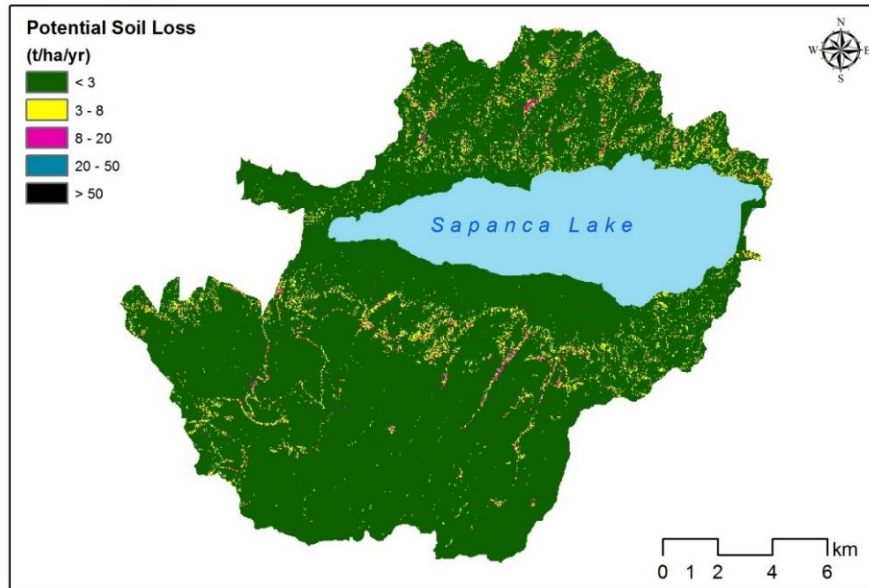 Potential Soil Loss
(t/ha/yr)
< 3
3 - 8
8 - 20
20 - 50
> 50
N
W E
S
Sapanca Lake
km
0 1 2 4 6